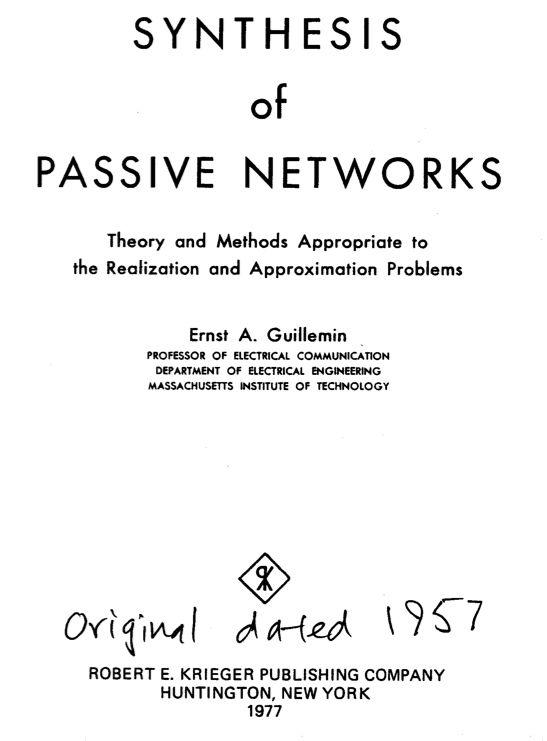 SYNTHESIS
of
PASSIVE NETWORKS
Theory and Methods Appropriate to
the Realization and Approximation Problems
Ernst A. Guillemin
PROFESSOR OF ELECTRICAL COMMUNICATION
DEPARTMENT OF ELECTRICAL ENGINEERING
MASSACHUSETTS INSTITUTE OF TECHNOLOGY
Original dated 1957
ROBERT E. KRIEGER PUBLISHING COMPANY
HUNTINGTON, NEW YORK
1977